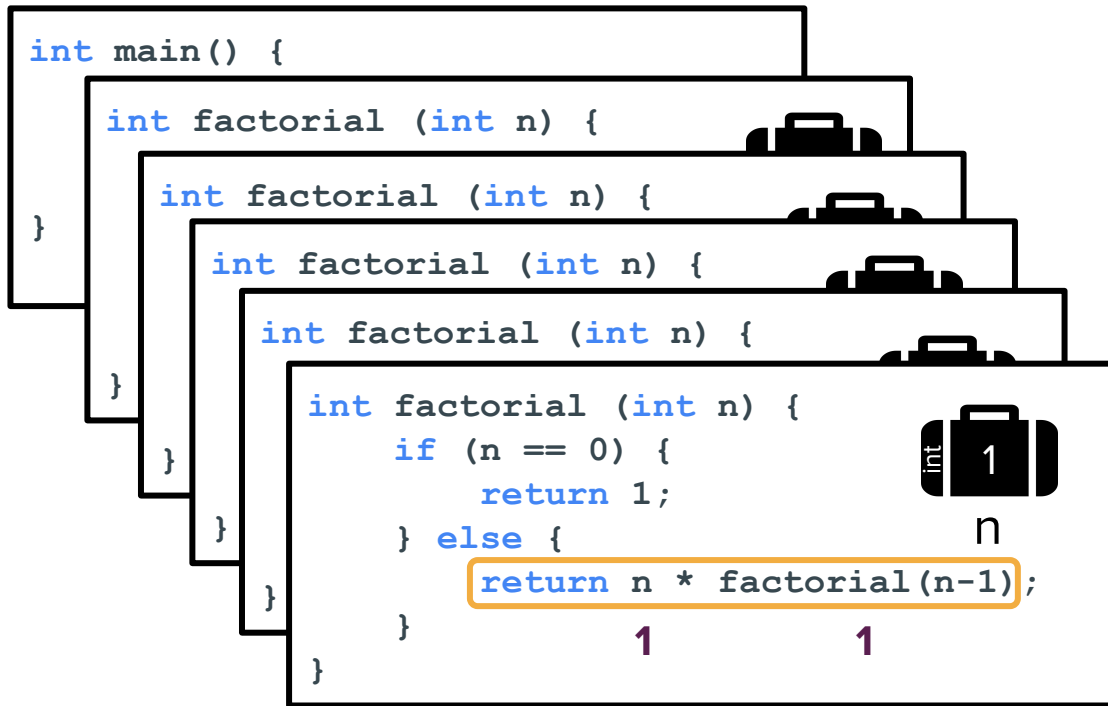 int main() {
int factorial (int n) {
int factorial (int n) {
}
int factorial (int n) {
int factorial (int n) {
}
int factorial (int n) {
if (n == 0) {
int 1
}
return 1;
n
}
} else {
return n * factorial(n-1);
}
}
1 1
}